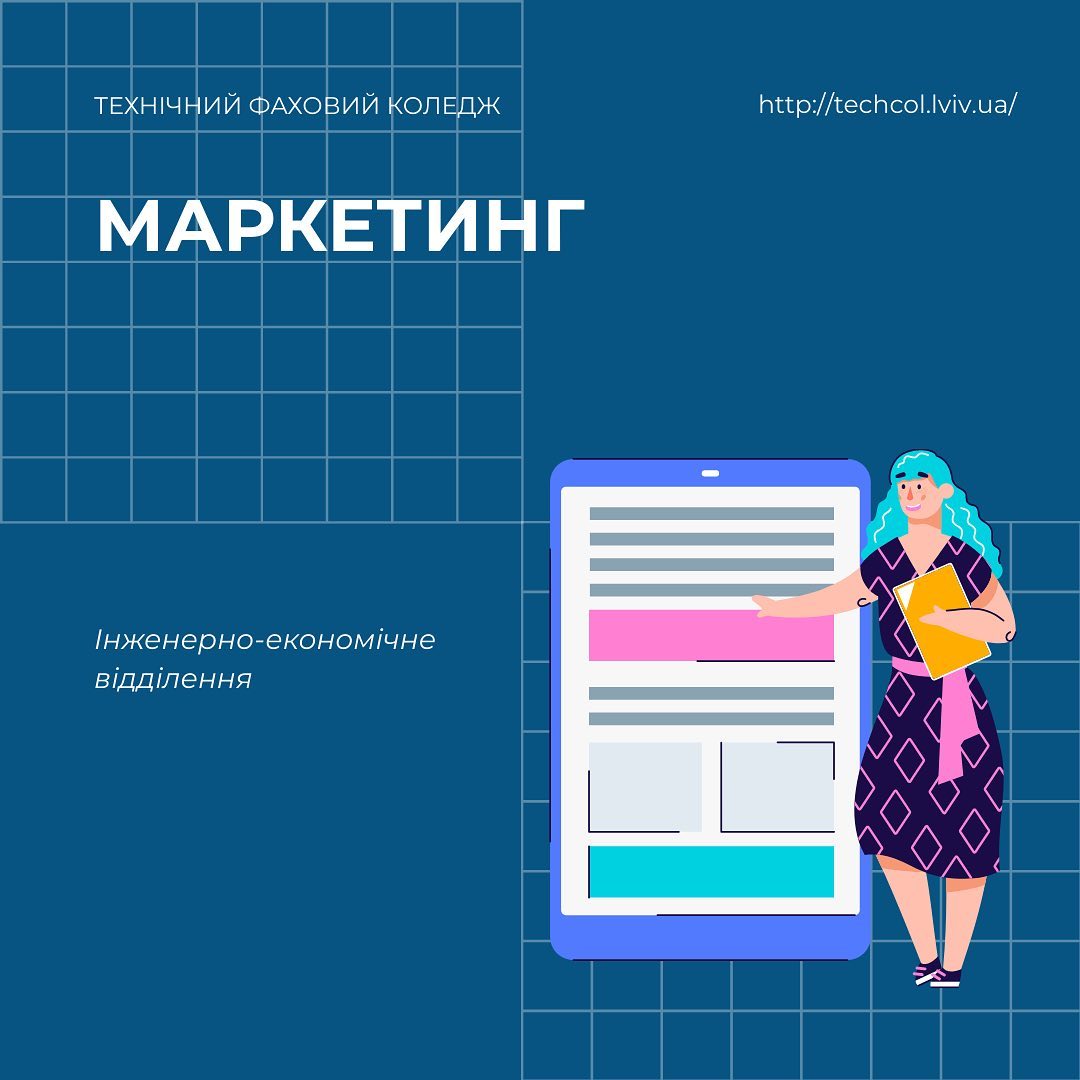 ТЕХНІЧНИЙ ФАХОВИЙ КОЛЕДЖ
http://techcol.lviv.ua/
МАРКЕТИНГ
Інженерно-економічне
відділення